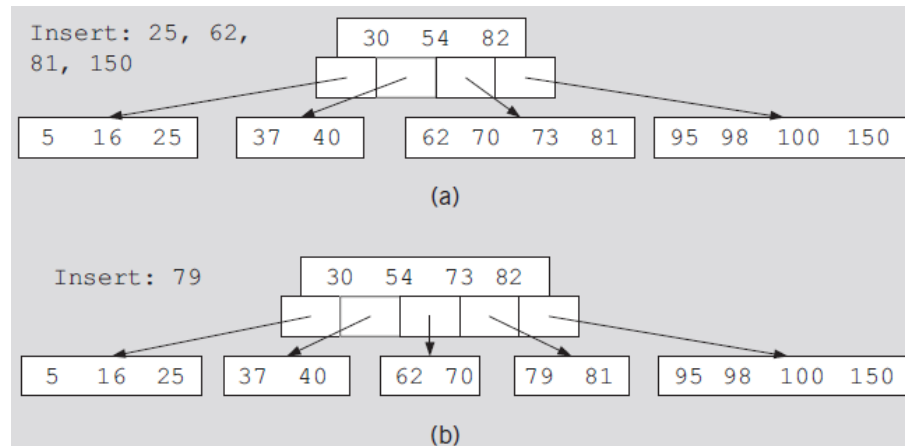 Insert: 25, 62,
81, 150
30 54 82
5 16 25 37 40 62 70 73 81 95 98 100 150
(a)
Insert: 79
30 54 73 82
5 16 25 37 40 62 70 79 81 95 98 100 150
(b)